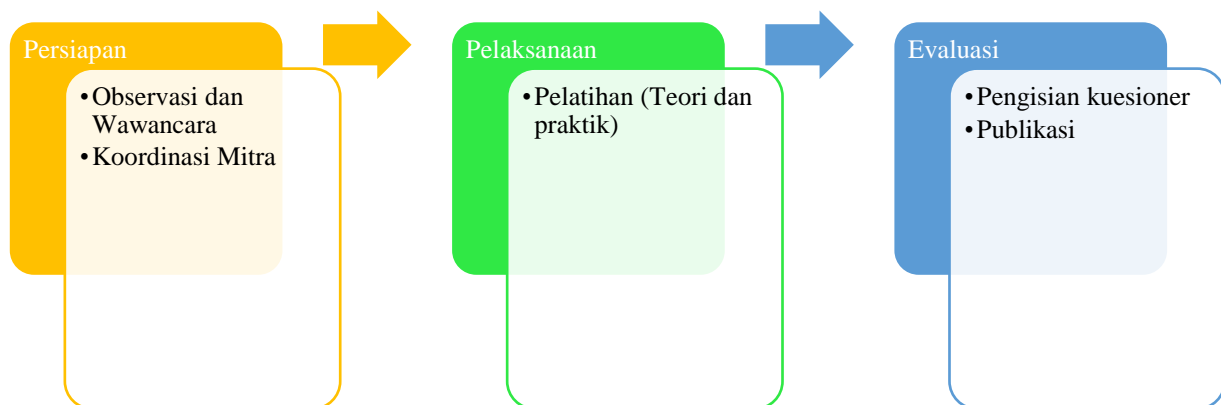 Persiapan
•Observasi dan
Wawancara
•Koordinasi Mitra
Pelaksanaan
•Pelatihan (Teori dan
praktik)
Evaluasi
•Pengisian kuesioner
•Publikasi